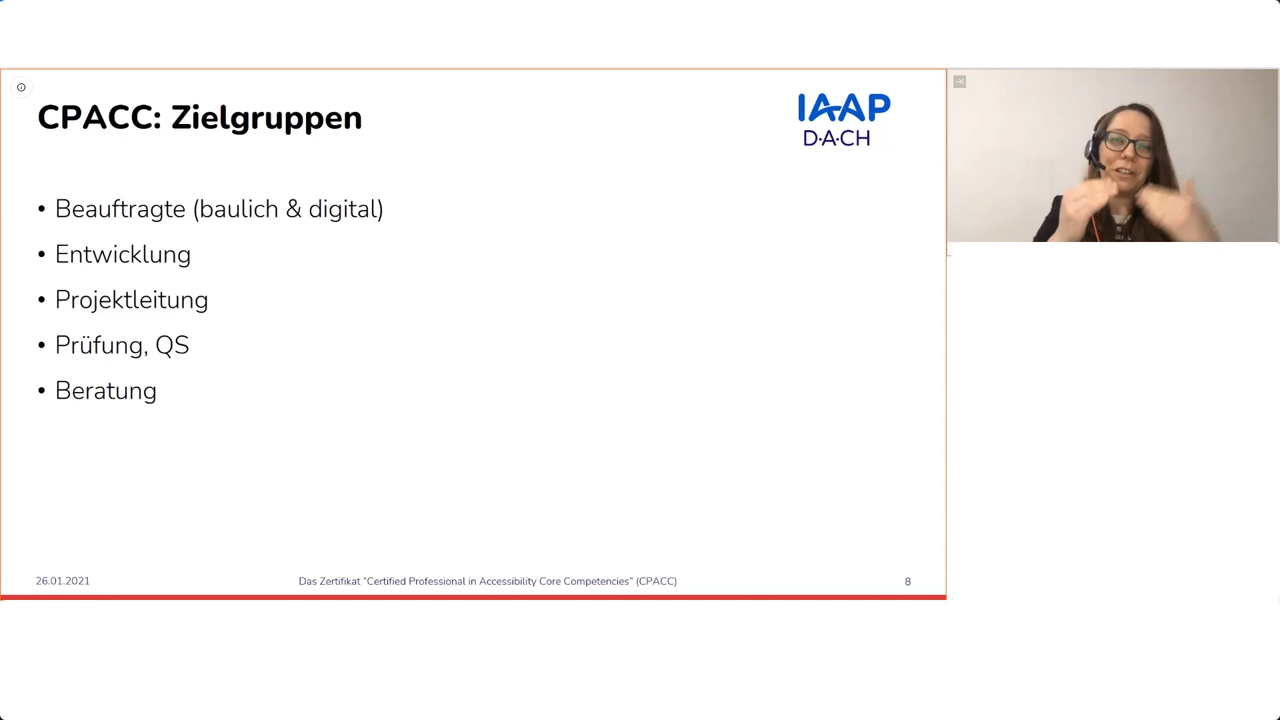 CPACC: Zielgruppen
IAAP
D·A·CH
• Beauftragte (baulich & digital)
• Entwicklung
• Projektleitung
• Prüfung, QS
• Beratung
26.01.2021
Das Zertifikat "Certified Professional in Accessibility Core Competencies" (CPACC)
8